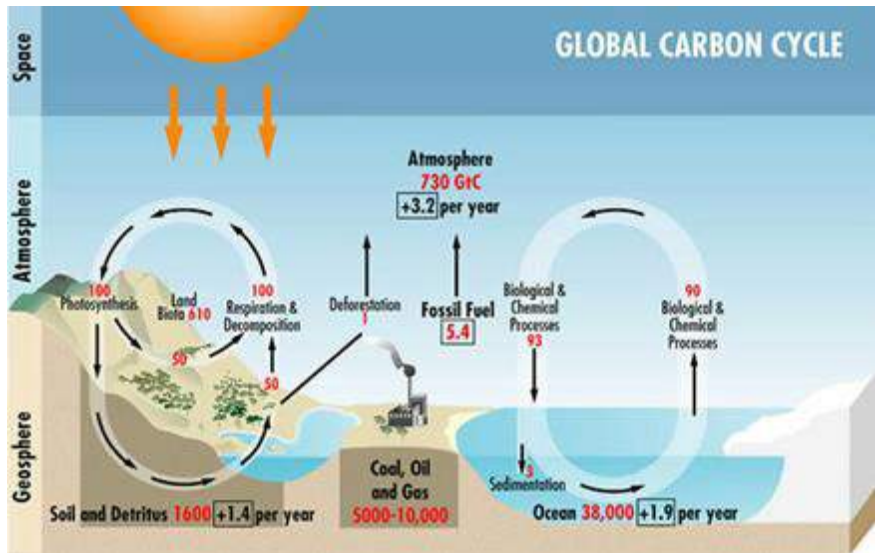 GLOBAL CARBON CYCLE
Space
Atmosphere
Geosphere
Atmosphere
730 GtC
+3.2 per year
100
Photosynthesis
Land
Biota 610
100
Respiration &
Decomposition
50
50
Deforestation
1
Fossil Fuel
5.4
Biological &
Chemical
Processes
93
90
Biological &
Chemical
Processes
3
Sedimentation
Coal, Oil
and Gas
5000-10,000
Soil and Detritus 1600 +1.4 per year
Ocean 38,000 +1.9 per year